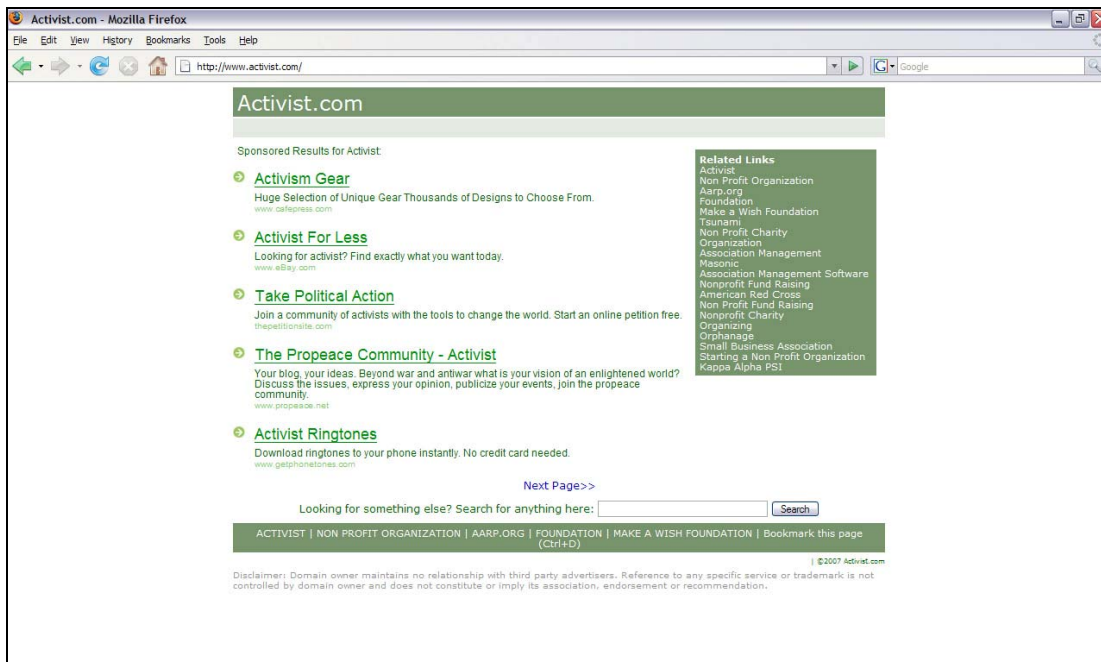 Activist.com - Mozilla Firefox
File Edit View History Bookmarks Tools Help
http://www.activist.com/
G Google
Activist.com
Sponsored Results for Activist:
Activism Gear
Huge Selection of Unique Gear Thousands of Designs to Choose From.
www.cafepress.com
Activist For Less
Looking for activist? Find exactly what you want today.
www.eBay.com
Take Political Action
Join a community of activists with the tools to change the world. Start an online petition free.
thepetitionsite.com
The Propeace Community - Activist
Your blog, your ideas. Beyond war and antiwar what is your vision of an enlightened world?
Discuss the issues, express your opinion, publicize your events, join the propeace
community.
www.propeace.net
Activist Ringtones
Download ringtones to your phone instantly. No credit card needed.
www.getphonetones.com
Related Links
Activist
Non Profit Organization
Aarp.org
Foundation
Make a Wish Foundation
Tsunami
Non Profit Charity
Organization
Association Management
Masonic
Association Management Software
Nonprofit Fund Raising
American Red Cross
Non Profit Fund Raising
Nonprofit Charity
Organizing
Orphanage
Small Business Association
Starting a Non Profit Organization
Kappa Alpha PSI
Next Page>>
Looking for something else? Search for anything here: Search
ACTIVIST | NON PROFIT ORGANIZATION | AARP.ORG | FOUNDATION | MAKE A WISH FOUNDATION | Bookmark this page
(Ctrl+D)
| ©2007 Activist.com
Disclaimer: Domain owner maintains no relationship with third party advertisers. Reference to any specific service or trademark is not
controlled by domain owner and does not constitute or imply its association, endorsement or recommendation.